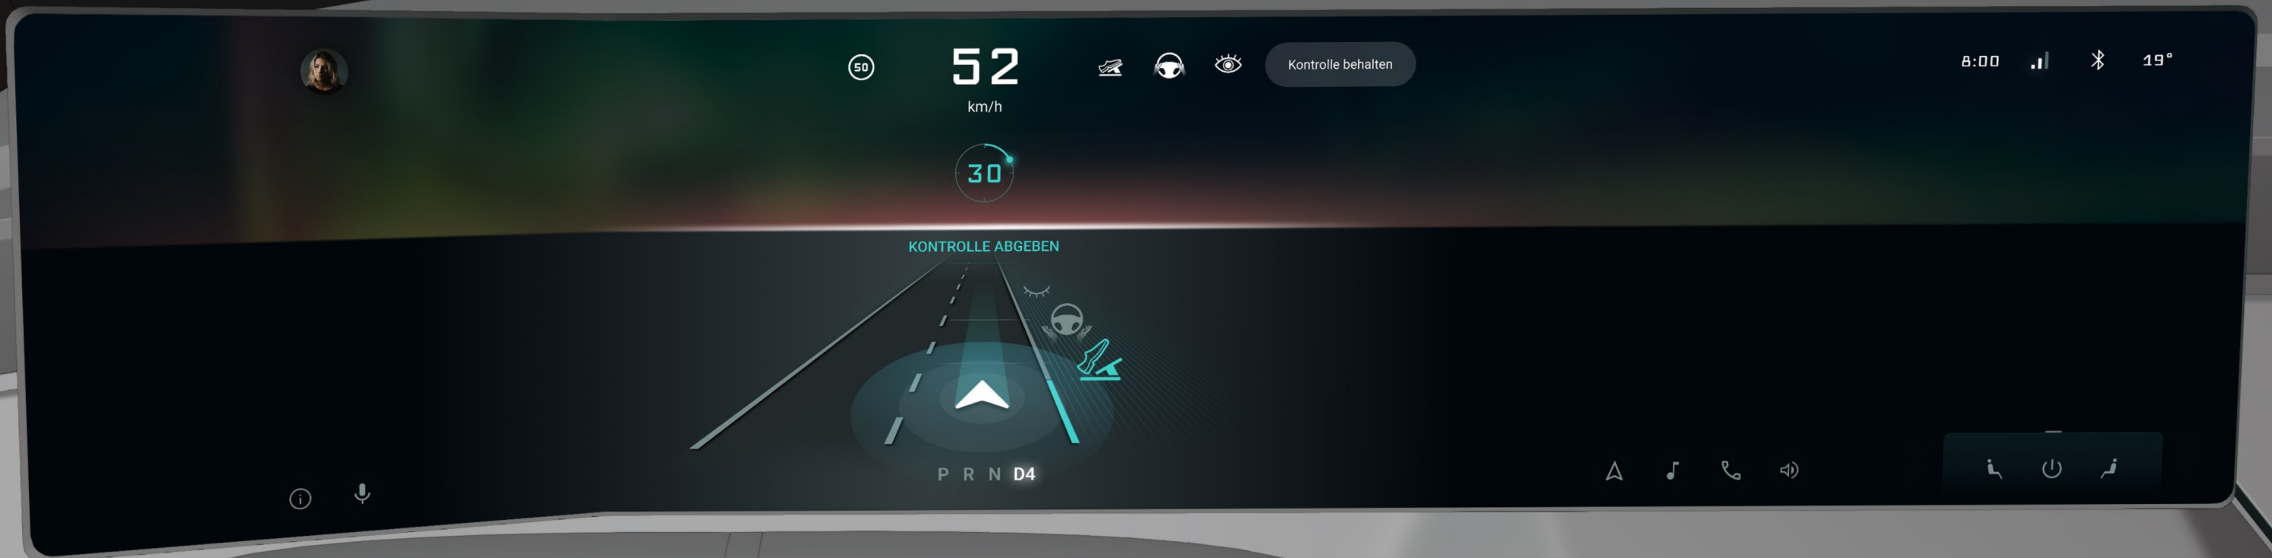 50
52
km/h
Kontrolle behalten
8:00
19°
30
KONTROLLE ABGEBEN
P R N D4